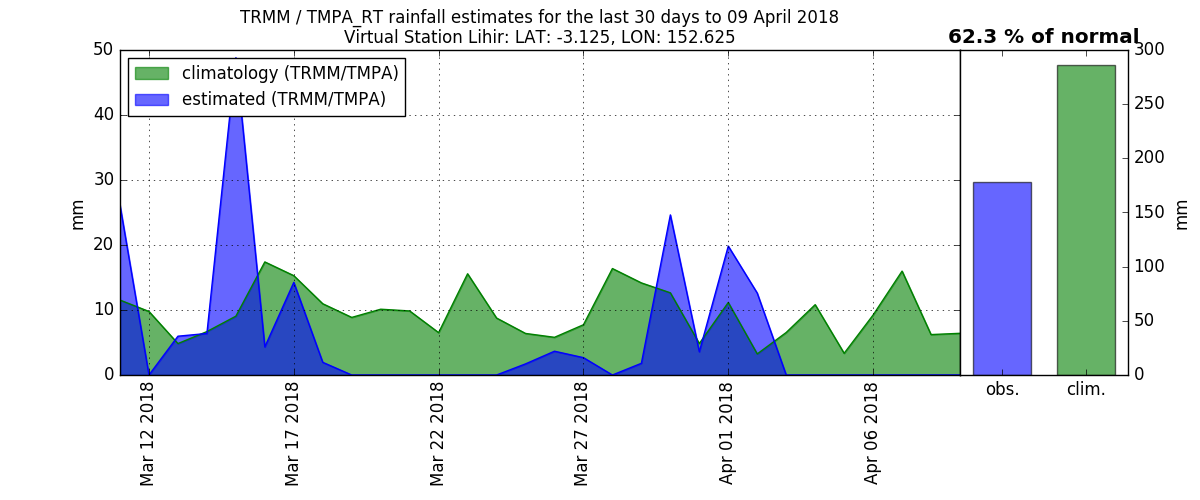 TRMM / TMPA_RT rainfall estimates for the last 30 days to 09 April 2018
Virtual Station Lihir: LAT: -3.125, LON: 152.625
62.3 % of normal
climatology (TRMM/TMPA)
estimated (TRMM/TMPA)
50
40
30
20
10
0
mm
Mar 12 2018
Mar 17 2018
Mar 22 2018
Mar 27 2018
Apr 01 2018
Apr 06 2018
obs.
clim.
300
250
200
150
100
50
0
mm